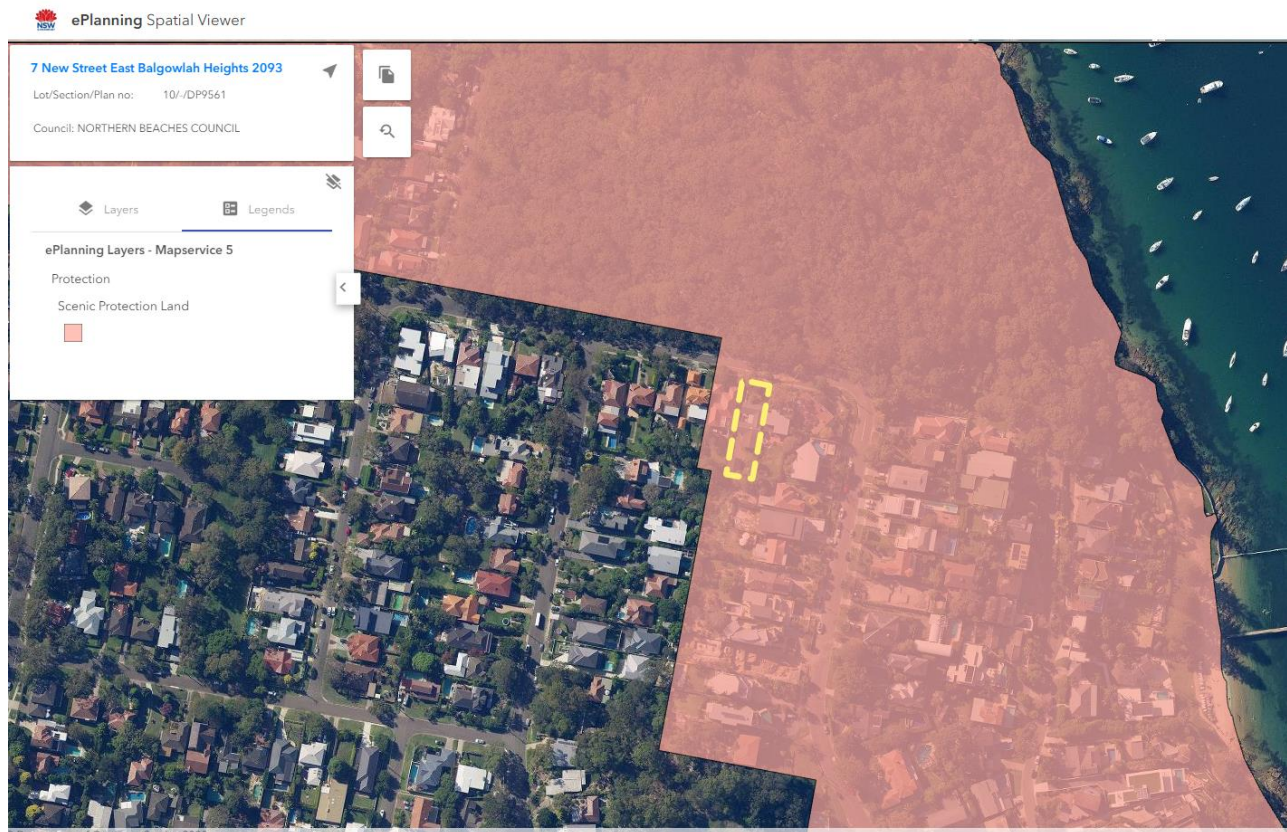 NSW
ePlanning Spatial Viewer
7 New Street East Balgowlah Heights 2093
Lot/Section/Plan no: 10/-/DP9561
Council: NORTHERN BEACHES COUNCIL
Layers
Legends
ePlanning Layers - Mapservice 5
Protection
Scenic Protection Land